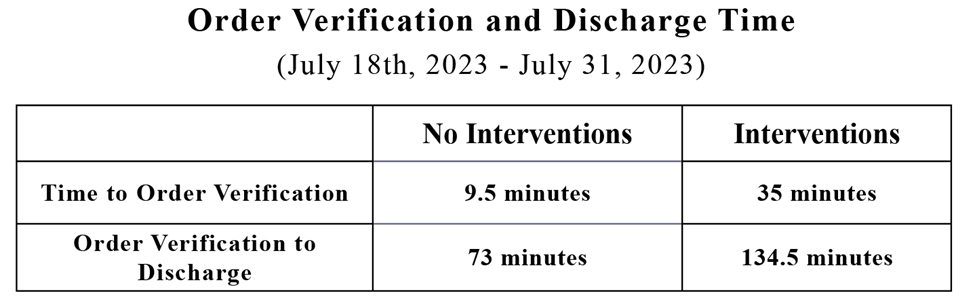 Order Verification and Discharge Time
(July 18th, 2023 - July 31, 2023)
No Interventions Interventions
Time to Order Verification 9.5 minutes 35 minutes
Order Verification to
Discharge 73 minutes 134.5 minutes